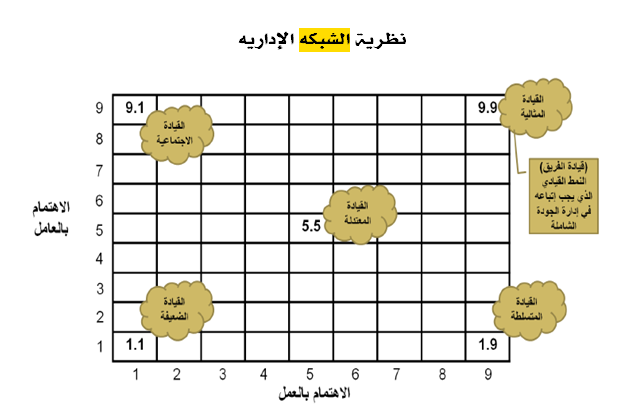 نظرية الشبكه الإداريه
9
9.1
9.9
القيادة
المثالية
القيادة
الاجتماعية
8
7
(قيادة الفريق)
النمط القيادي
الذي يجب إتباعه
في إدارة الجودة
الشاملة
6
القيادة
المعتدلة
الاهتمام
بالعامل
5
5.5
4
3
القيادة
الضعيفة
القيادة
المتسلطة
2
1
1.1
1.9
1 2 3 4 5 6 7 8 9
الاهتمام بالعمل